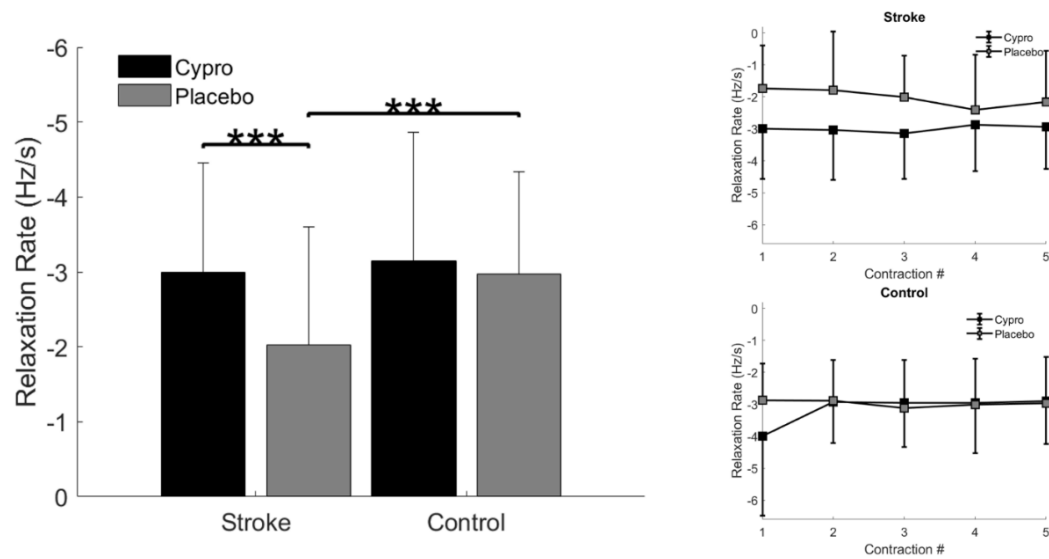 -6
-5
-4
-3
-2
-1
0
Relaxation Rate (Hz/s)
Cypro
Placebo
***
***
Stroke
Control
Stroke
0
-1
-2
-3
-4
-5
-6
Relaxation Rate (Hz/s)
Cypro
Placebo
1 2 3 4 5
Contraction #
Control
0
-1
-2
-3
-4
-5
-6
Relaxation Rate (Hz/s)
Cypro
Placebo
1 2 3 4 5
Contraction #